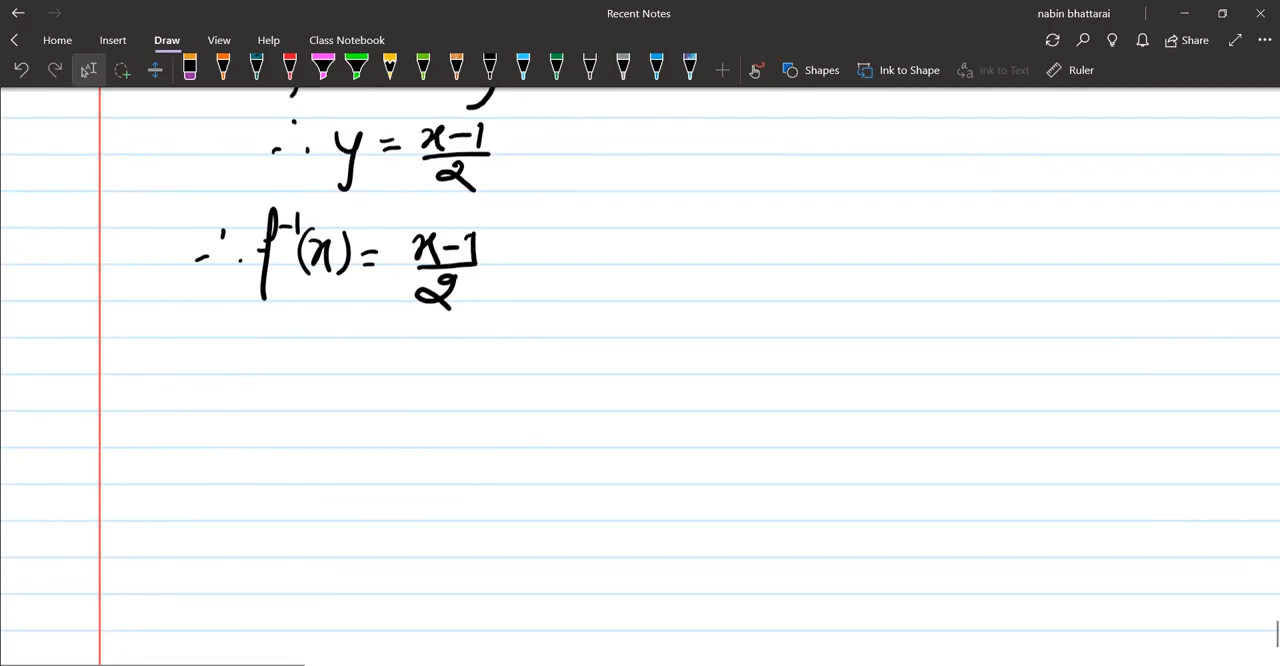 Recent Notes
nabin bhattarai
Home Insert Draw View Help Class Notebook
Share
Shapes Ink to Shape Ink to Text Ruler
∴ y = x-1/2
∴ f⁻¹(x) = x-1/2